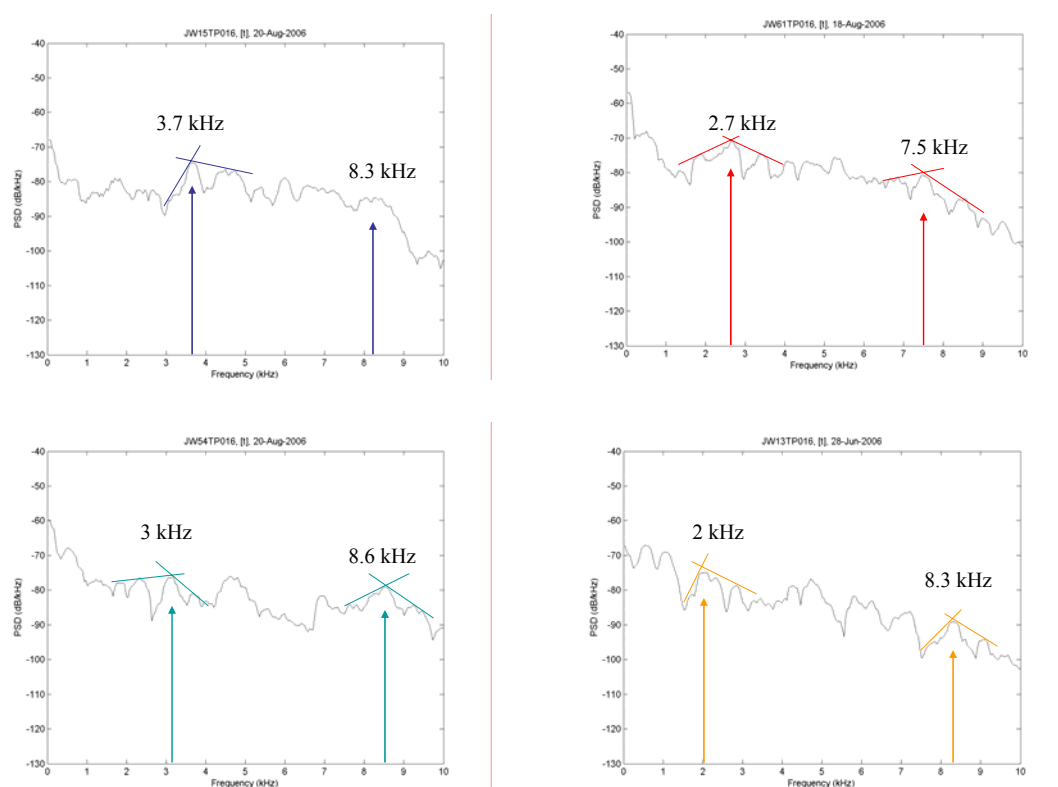 JW15TP016, [t], 20-Aug-2006
-40
-50
-60
-70
-80
-90
-100
-110
-120
-130
PSD (dB/kHz)
3.7 kHz
8.3 kHz
0 1 2 3 4 5 6 7 8 9 10
Frequency (kHz)
JW61TP016, [t], 18-Aug-2006
-40
-50
-60
-70
-80
-90
-100
-110
-120
-130
PSD (dB/kHz)
2.7 kHz
7.5 kHz
0 1 2 3 4 5 6 7 8 9 10
Frequency (kHz)
JW54TP016, [t], 20-Aug-2006
-40
-50
-60
-70
-80
-90
-100
-110
-120
-130
PSD (dB/kHz)
3 kHz
8.6 kHz
0 1 2 3 4 5 6 7 8 9 10
Frequency (kHz)
JW13TP016, [t], 28-Jun-2006
-40
-50
-60
-70
-80
-90
-100
-110
-120
-130
PSD (dB/kHz)
2 kHz
8.3 kHz
0 1 2 3 4 5 6 7 8 9 10
Frequency (kHz)